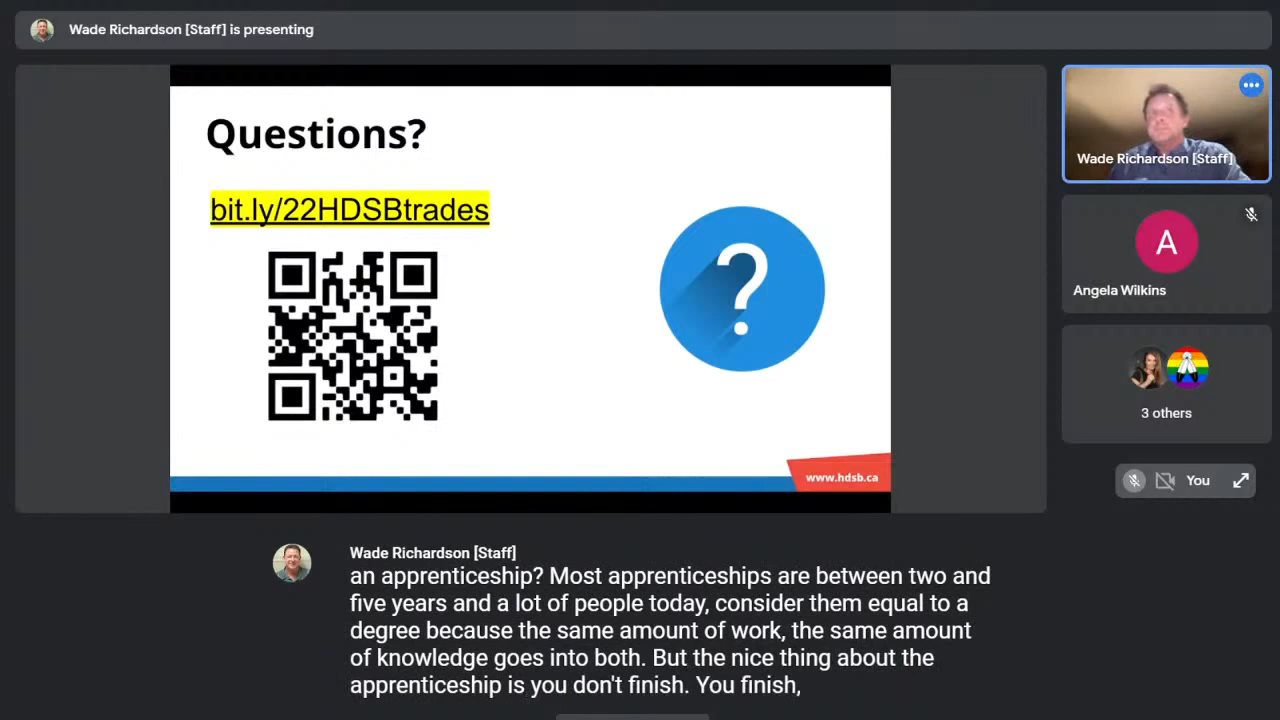 Wade Richardson [Staff] is presenting
Questions?
bit.ly/22HDSBtrades
?
www.hdsb.ca
Wade Richardson [Staff]
A
Angela Wilkins
3 others
You
Wade Richardson [Staff]
an apprenticeship? Most apprenticeships are between two and
five years and a lot of people today, consider them equal to a
degree because the same amount of work, the same amount
of knowledge goes into both. But the nice thing about the
apprenticeship is you don't finish. You finish,